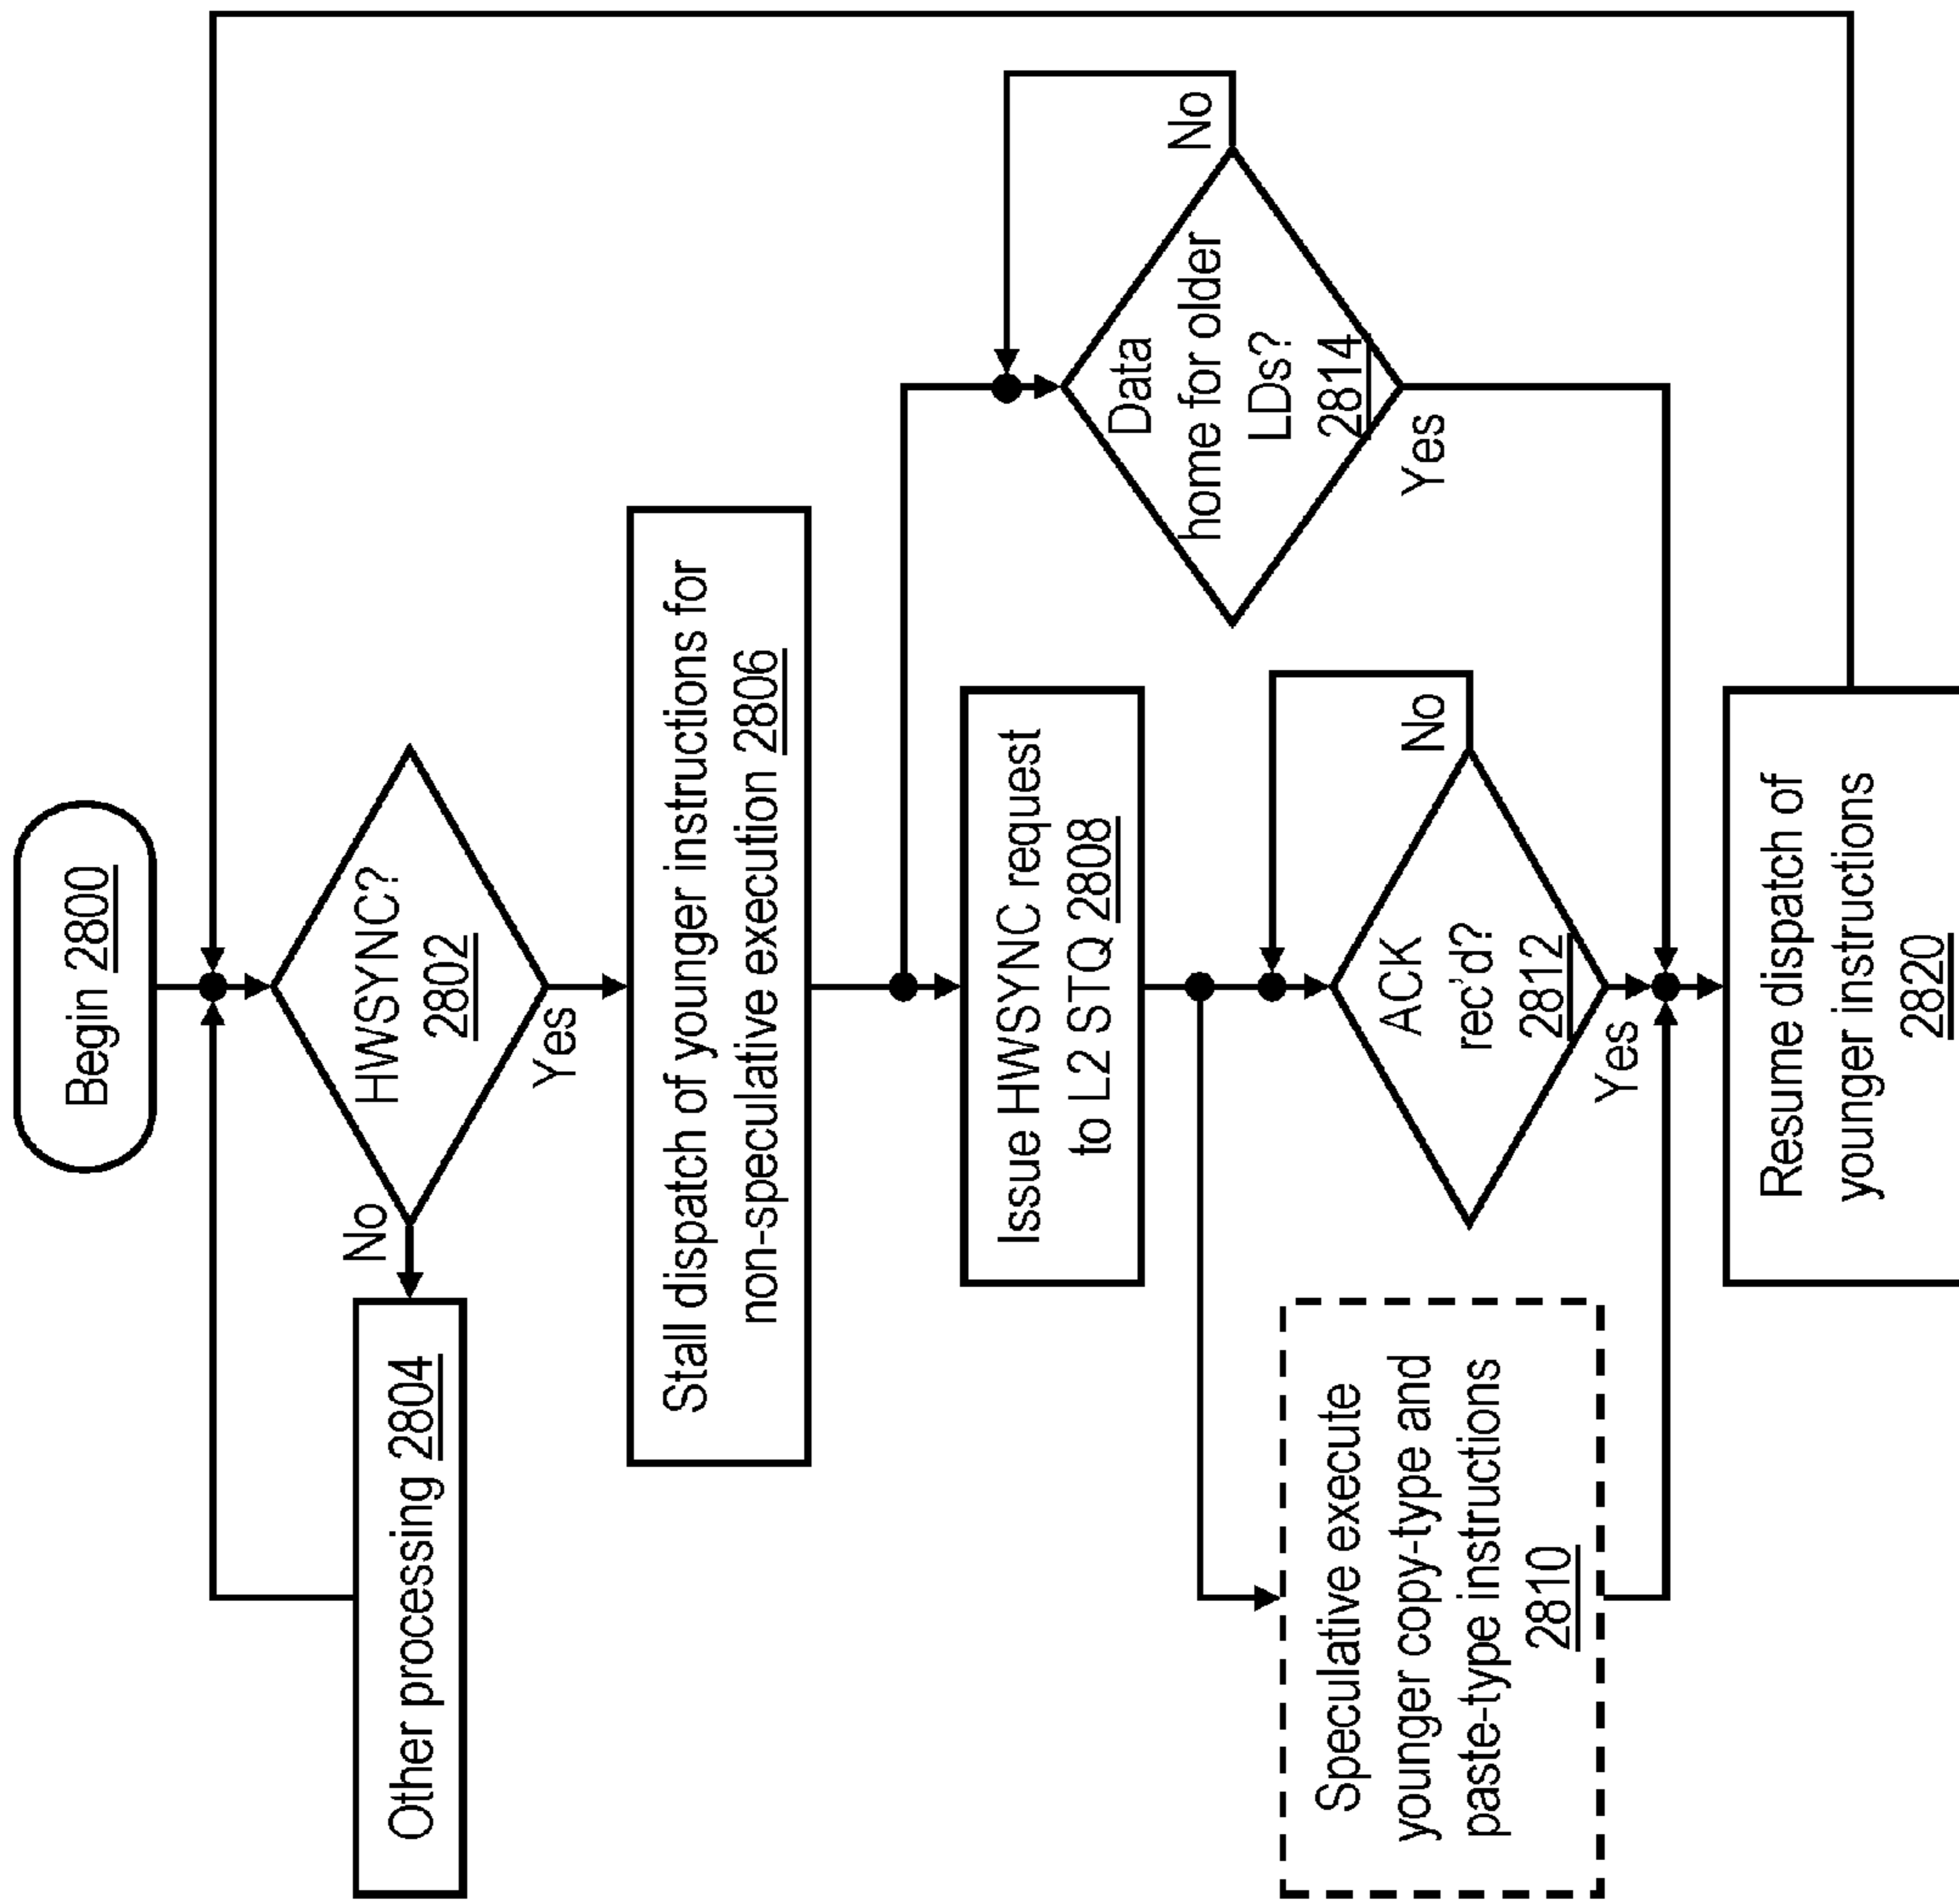 Begin 2800
HWSYNC?
2802
No
Yes
Other processing 2804
Stall dispatch of younger instructions for
non-speculative execution 2806
Issue HWSYNC request
to L2 STQ 2808
Data
home for older
LDs?
2814
No
Yes
Speculative execute
younger copy-type and
paste-type instructions
2810
ACK
rec'd?
2812
No
Yes
Resume dispatch of
younger instructions
2820